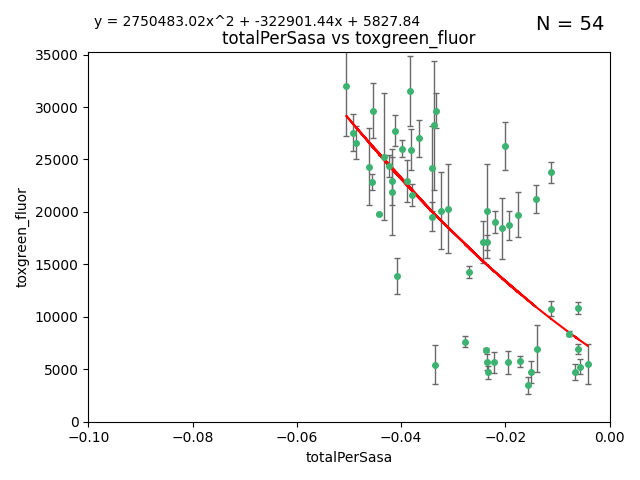 y = 2750483.02x^2 + -322901.44x + 5827.84
N = 54
totalPerSasa vs toxgreen_fluor
35000
30000
25000
20000
15000
10000
5000
0
toxgreen_fluor
−0.10
−0.08
−0.06
−0.04
−0.02
0.00
totalPerSasa